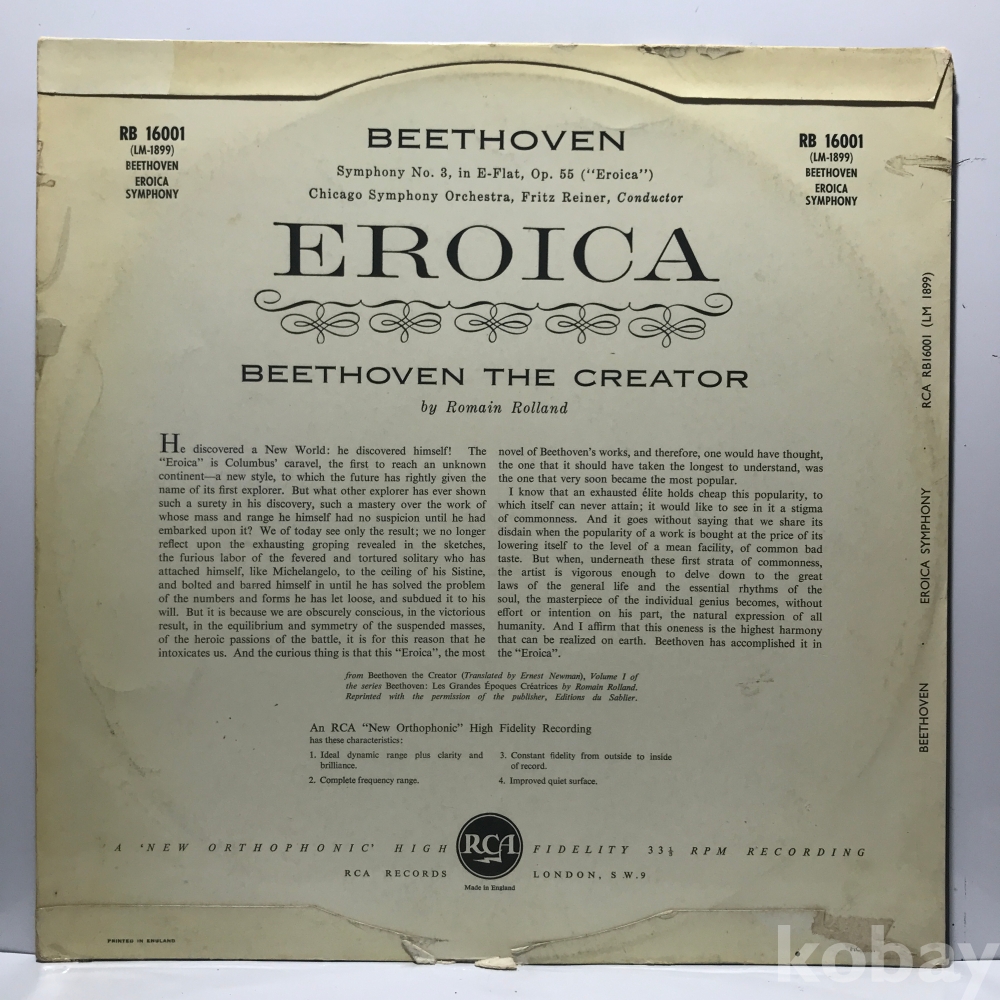 RB 16001
(LM-1899)
BEETHOVEN
EROICA
SYMPHONY
BEETHOVEN
Symphony No. 3, in E-Flat, Op. 55 ("Eroica")
Chicago Symphony Orchestra, Fritz Reiner, Conductor
RB 16001
(LM-1899)
BEETHOVEN
EROICA
SYMPHONY
EROICA
BEETHOVEN THE CREATOR
by Romain Rolland
He discovered a New World: he discovered himself! The
"Eroica" is Columbus' caravel, the first to reach an unknown
continent—a new style, to which the future has rightly given the
name of its first explorer. But what other explorer has ever shown
such a surety in his discovery, such a mastery over the work of
whose mass and range he himself had no suspicion until he had
embarked upon it? We of today see only the result; we no longer
reflect upon the exhausting groping revealed in the sketches,
the furious labor of the fevered and tortured solitary who has
attached himself, like Michelangelo, to the ceiling of his Sistine,
and bolted and barred himself in until he has solved the problem
of the numbers and forms he has let loose, and subdued it to his
will. But it is because we are obscurely conscious, in the victorious
result, in the equilibrium and symmetry of the suspended masses,
of the heroic passions of the battle, it is for this reason that he
intoxicates us. And the curious thing is that this "Eroica", the most
novel of Beethoven's works, and therefore, one would have thought,
the one that it should have taken the longest to understand, was
the one that very soon became the most popular.
I know that an exhausted élite holds cheap this popularity, to
which itself can never attain; it would like to see in it a stigma
of commonness. And it goes without saying that we share its
disdain when the popularity of a work is bought at the price of its
lowering itself to the level of a mean facility, of common bad
taste. But when, underneath these first strata of commonness,
the artist is vigorous enough to delve down to the great
laws of the general life and the essential rhythms of the
soul, the masterpiece of the individual genius becomes, without
effort or intention on his part, the natural expression of all
humanity. And I affirm that this oneness is the highest harmony
that can be realized on earth. Beethoven has accomplished it in
the "Eroica".
from Beethoven the Creator (Translated by Ernest Newman), Volume I of
the series Beethoven: Les Grandes Époques Créatrices by Romain Rolland.
Reprinted with the permission of the publisher, Editions du Sablier.
An RCA "New Orthophonic" High Fidelity Recording
has these characteristics:
1. Ideal dynamic range plus clarity and
brilliance.
2. Complete frequency range.
3. Constant fidelity from outside to inside
of record.
4. Improved quiet surface.
A 'NEW ORTHOPHONIC' HIGH RCA FIDELITY 33⅓ RPM RECORDING
RCA RECORDS LONDON, S.W.9
Made in England
PRINTED IN ENGLAND
BEETHOVEN · EROICA SYMPHONY · RCA RB16001 (LM 1899)
kobay